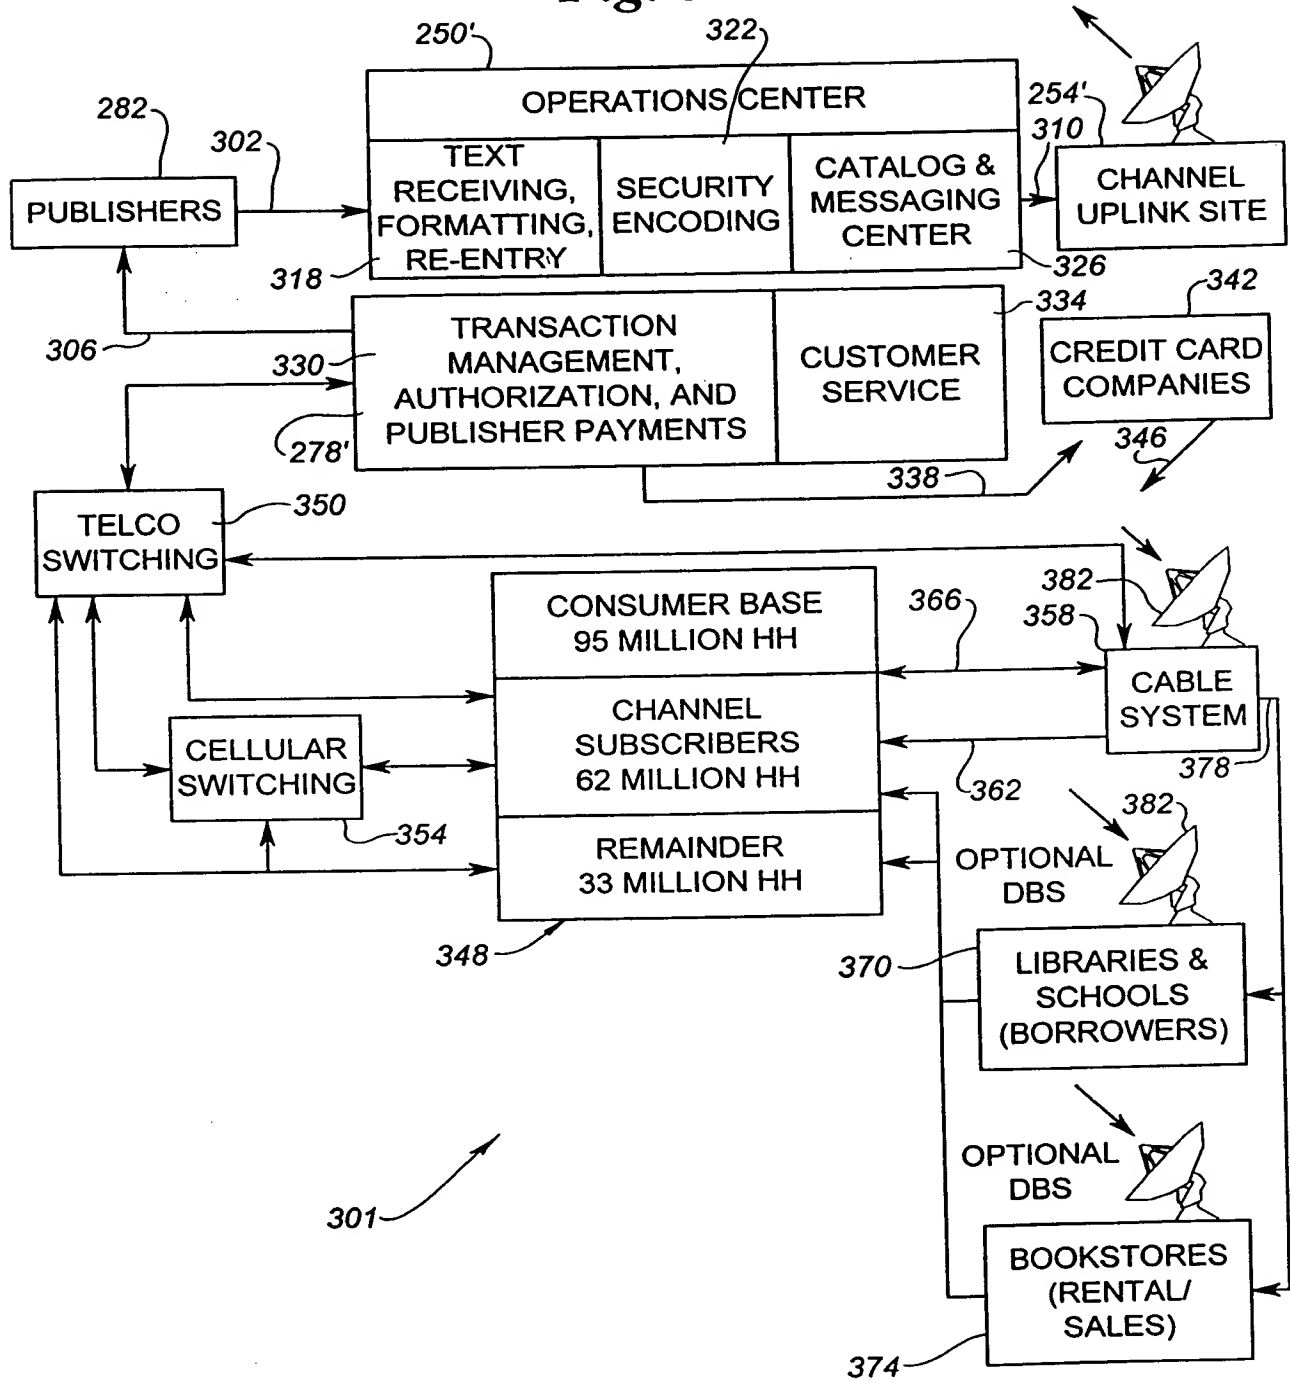 250'
322
OPERATIONS CENTER
254'
282
302
310
PUBLISHERS
TEXT
RECEIVING,
FORMATTING,
RE-ENTRY
SECURITY
ENCODING
CATALOG &
MESSAGING
CENTER
CHANNEL
UPLINK SITE
318
326
306
330
278'
TRANSACTION
MANAGEMENT,
AUTHORIZATION, AND
PUBLISHER PAYMENTS
CUSTOMER
SERVICE
334
342
CREDIT CARD
COMPANIES
346
338
350
TELCO
SWITCHING
CONSUMER BASE
95 MILLION HH
366
382
358
CABLE
SYSTEM
CHANNEL
SUBSCRIBERS
62 MILLION HH
CELLULAR
SWITCHING
362
378
354
REMAINDER
33 MILLION HH
348
382
OPTIONAL
DBS
370
LIBRARIES &
SCHOOLS
(BORROWERS)
301
OPTIONAL
DBS
BOOKSTORES
(RENTAL/
SALES)
374